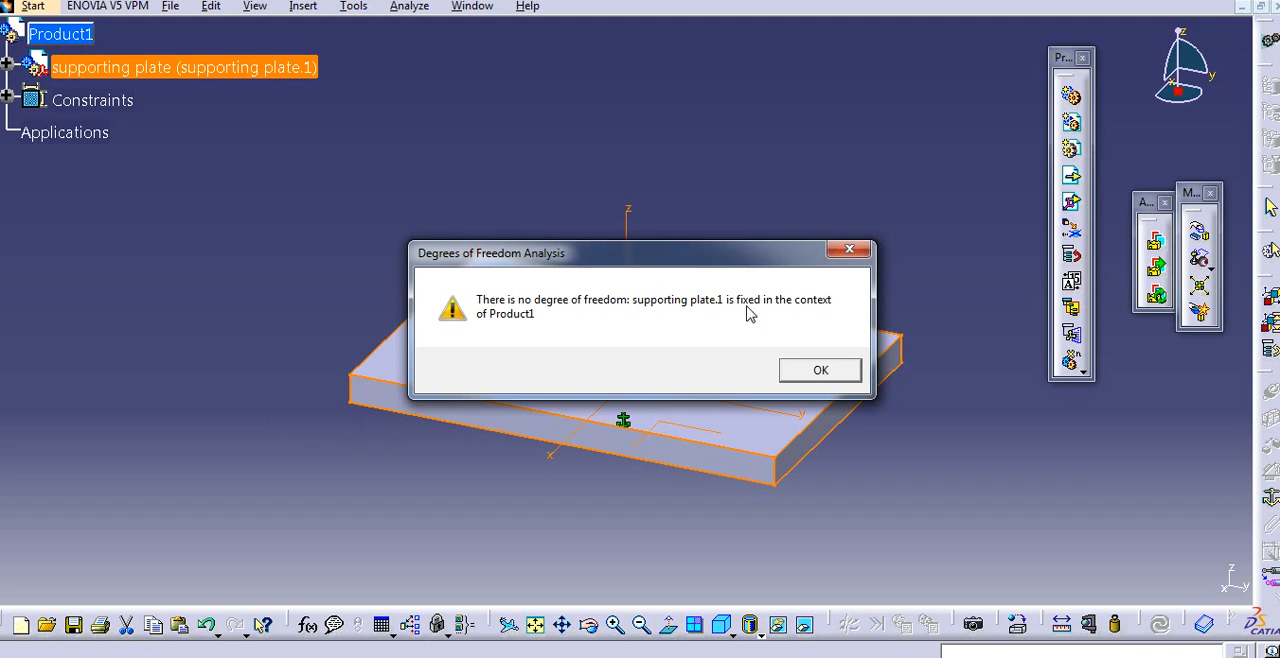 Start ENOVIA V5 VPM File Edit View Insert Tools Analyze Window Help
Product1
supporting plate (supporting plate.1)
Constraints
Applications
Pr...
z
y
x
A...
M...
z
Degrees of Freedom Analysis
There is no degree of freedom: supporting plate.1 is fixed in the context
of Product1
OK
y
x
z
x
y
f(x)
CATIA